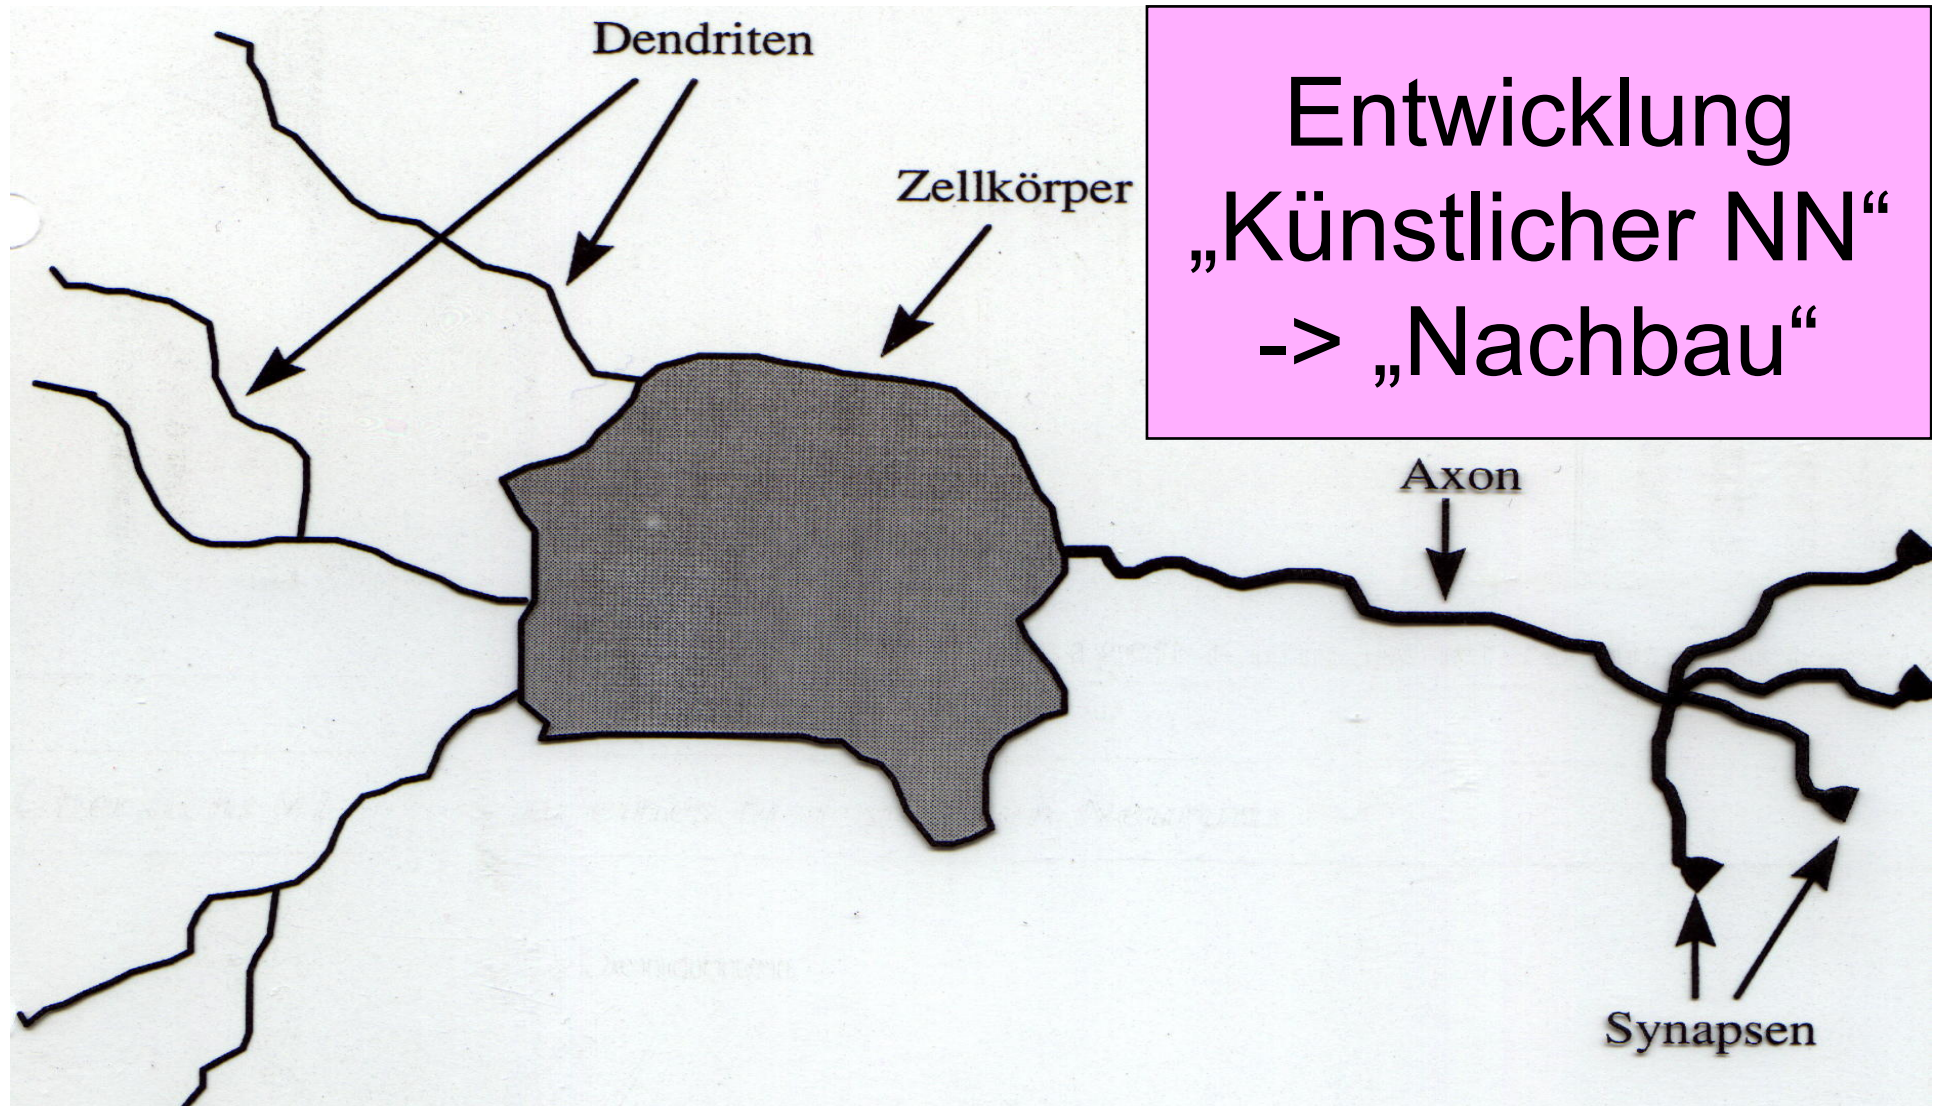 Dendriten
Zellkörper
Entwicklung
„Künstlicher NN“
-> „Nachbau“
Axon
Synapsen